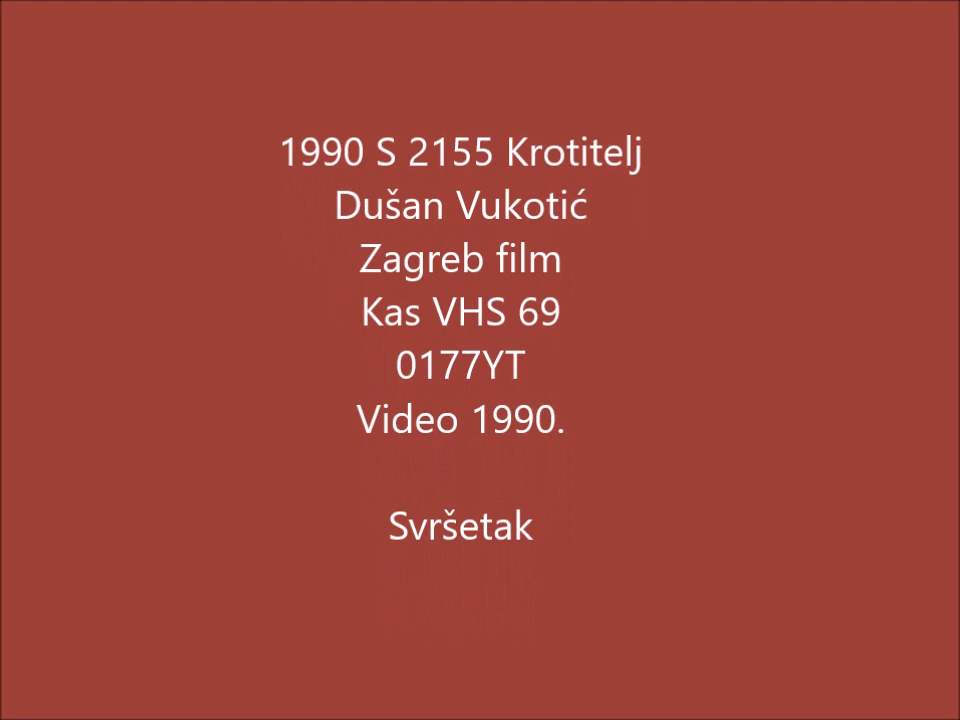 1990 S 2155 Krotitelj
Dušan Vukotić
Zagreb film
Kas VHS 69
0177YT
Video 1990.
Svršetak